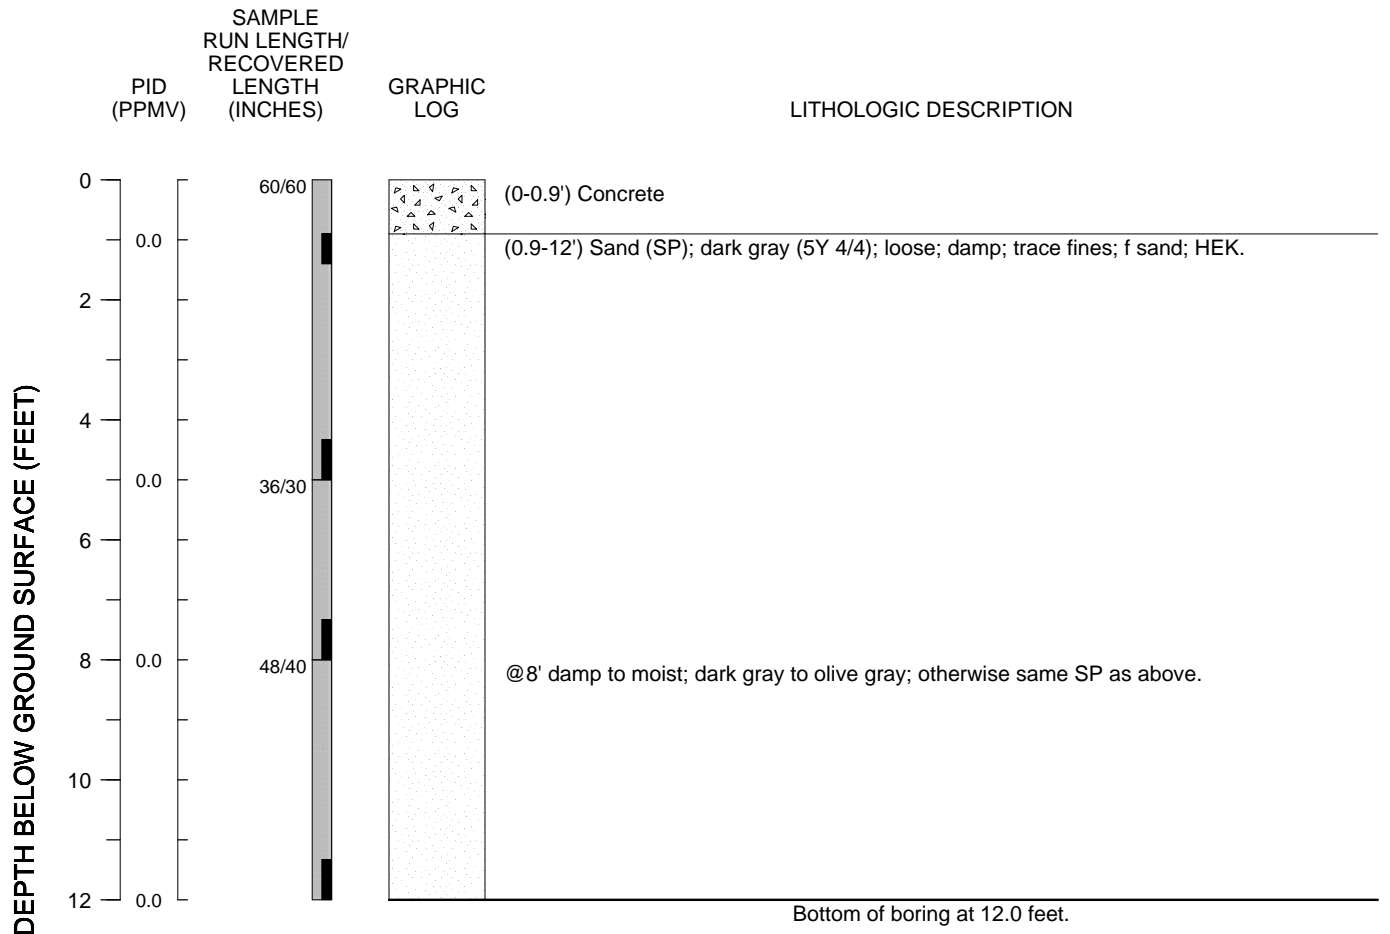 SAMPLE
RUN LENGTH/
RECOVERED
LENGTH
(INCHES)
PID
(PPMV)
GRAPHIC
LOG
LITHOLOGIC DESCRIPTION
DEPTH BELOW GROUND SURFACE (FEET)
0
60/60
(0-0.9') Concrete
0.0
(0.9-12') Sand (SP); dark gray (5Y 4/4); loose; damp; trace fines; f sand; HEK.
2
4
0.0
36/30
6
8
0.0
48/40
@8' damp to moist; dark gray to olive gray; otherwise same SP as above.
10
12
0.0
Bottom of boring at 12.0 feet.